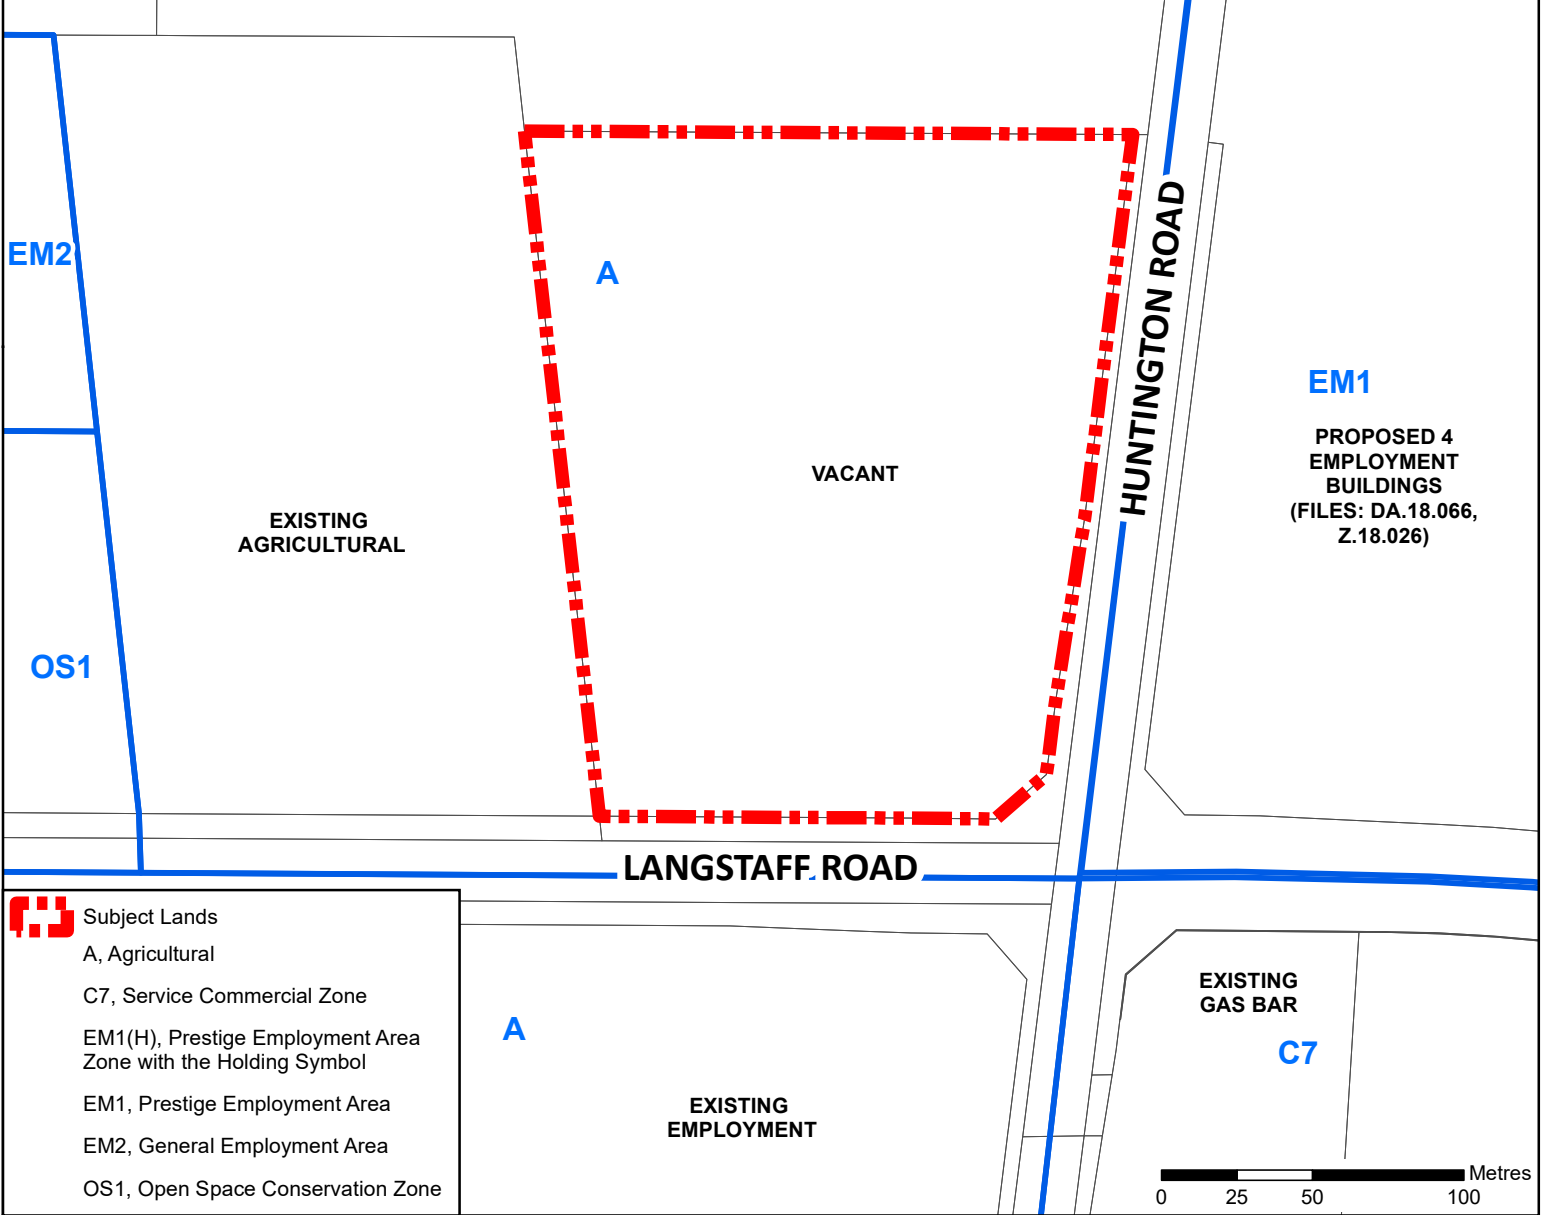 EM2
A
HUNTINGTON ROAD
EM1
PROPOSED 4
EMPLOYMENT
BUILDINGS
(FILES: DA.18.066,
Z.18.026)
VACANT
EXISTING
AGRICULTURAL
OS1
LANGSTAFF ROAD
Subject Lands
A, Agricultural
C7, Service Commercial Zone
EM1(H), Prestige Employment Area
Zone with the Holding Symbol
EM1, Prestige Employment Area
EM2, General Employment Area
OS1, Open Space Conservation Zone
A
EXISTING
EMPLOYMENT
EXISTING
GAS BAR
C7
Metres
0 25 50 100